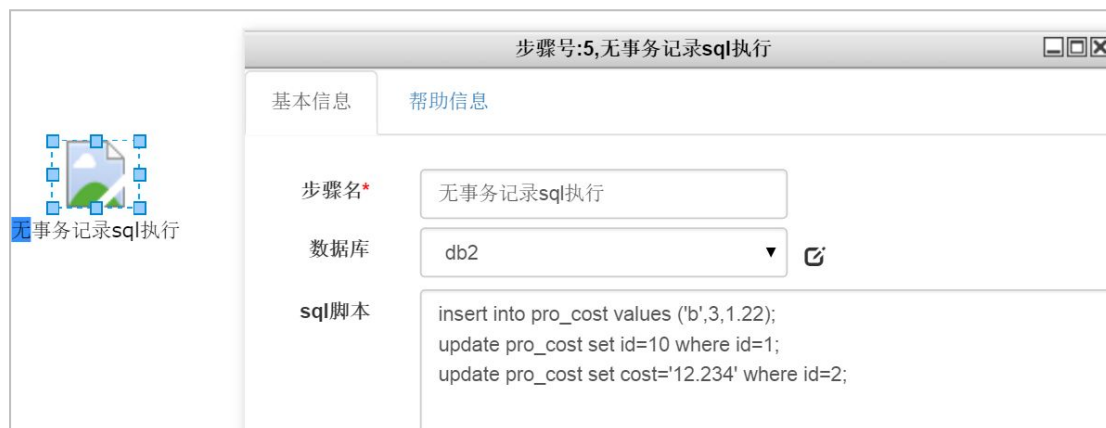 步骤号:5,无事务记录sql执行
基本信息
帮助信息
无事务记录sql执行
步骤名*
无事务记录sql执行
数据库
db2
sql脚本
insert into pro_cost values ('b',3,1.22);
update pro_cost set id=10 where id=1;
update pro_cost set cost='12.234' where id=2;